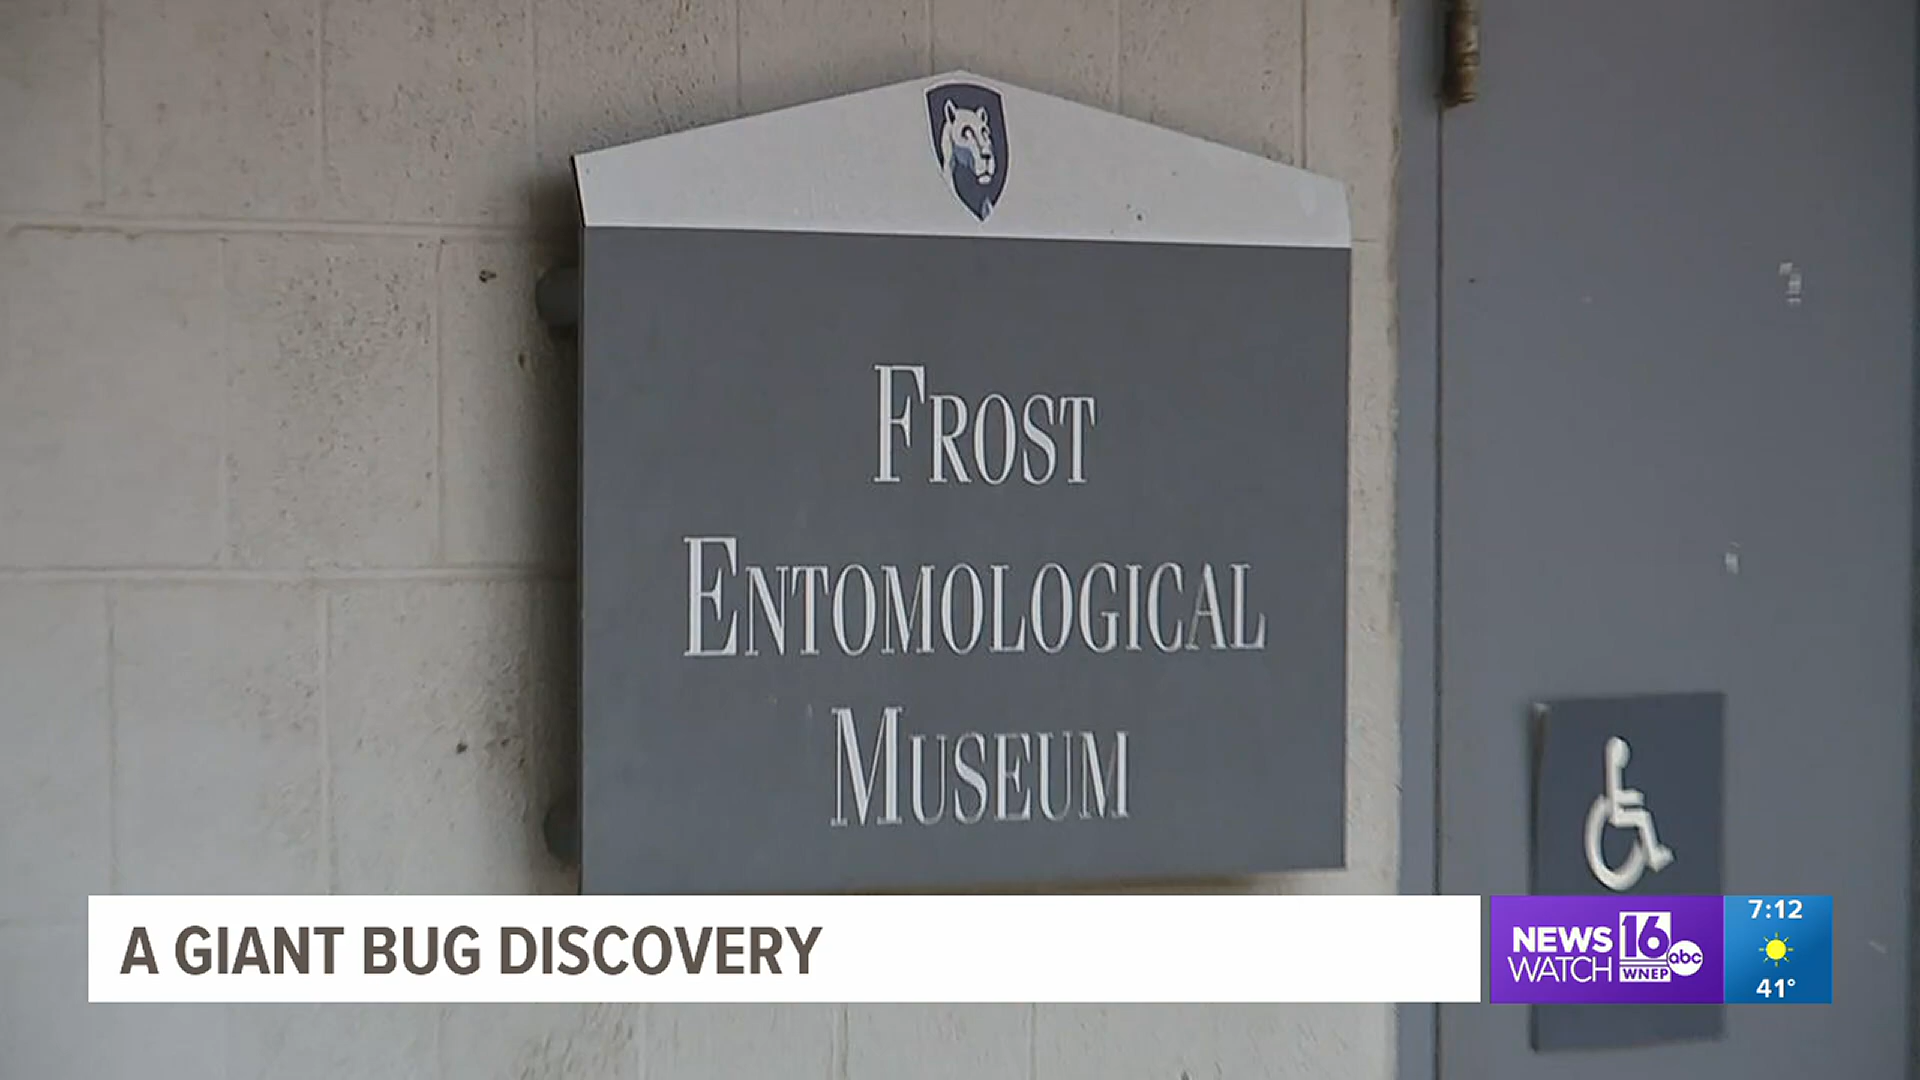 FROST
ENTOMOLOGICAL
MUSEUM
A GIANT BUG DISCOVERY
NEWS WATCH 16 WNEP abc
7:12
41°